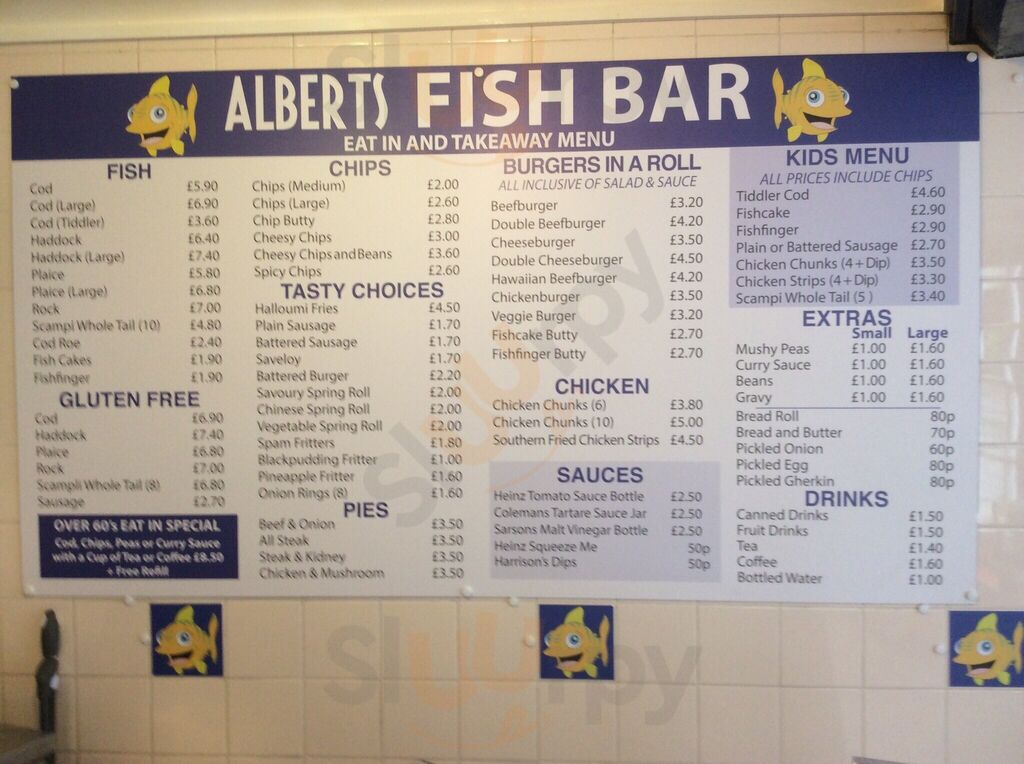 ALBERTS FISH BAR
EAT IN AND TAKEAWAY MENU
FISH
Cod £5.90
Cod (Large) £6.90
Cod (Tiddler) £3.60
Haddock £6.40
Haddock (Large) £7.40
Plaice £5.80
Plaice (Large) £6.80
Rock £7.00
Scampi Whole Tail (10) £4.80
Cod Roe £2.40
Fish Cakes £1.90
Fishfinger £1.90
GLUTEN FREE
Cod £6.90
Haddock £7.40
Plaice £6.80
Rock £7.00
Scampli Whole Tail (8) £6.80
Sausage £2.70
OVER 60's EAT IN SPECIAL
Cod, Chips, Peas or Curry Sauce
with a Cup of Tea or Coffee £8.50
+ Free Refill
CHIPS
Chips (Medium) £2.00
Chips (Large) £2.60
Chip Butty £2.80
Cheesy Chips £3.00
Cheesy Chips and Beans £3.60
Spicy Chips £2.60
TASTY CHOICES
Halloumi Fries £4.50
Plain Sausage £1.70
Battered Sausage £1.70
Saveloy £1.70
Battered Burger £2.20
Savoury Spring Roll £2.00
Chinese Spring Roll £2.00
Vegetable Spring Roll £2.00
Spam Fritters £1.80
Blackpudding Fritter £1.00
Pineapple Fritter £1.60
Onion Rings (8) £1.60
PIES
Beef & Onion £3.50
All Steak £3.50
Steak & Kidney £3.50
Chicken & Mushroom £3.50
BURGERS IN A ROLL
ALL INCLUSIVE OF SALAD & SAUCE
Beefburger £3.20
Double Beefburger £4.20
Cheeseburger £3.50
Double Cheeseburger £4.50
Hawaiian Beefburger £4.20
Chickenburger £3.50
Veggie Burger £3.20
Fishcake Butty £2.70
Fishfinger Butty £2.70
CHICKEN
Chicken Chunks (6) £3.80
Chicken Chunks (10) £5.00
Southern Fried Chicken Strips £4.50
SAUCES
Heinz Tomato Sauce Bottle £2.50
Colemans Tartare Sauce Jar £2.50
Sarsons Malt Vinegar Bottle £2.50
Heinz Squeeze Me 50p
Harrison's Dips 50p
KIDS MENU
ALL PRICES INCLUDE CHIPS
Tiddler Cod £4.60
Fishcake £2.90
Fishfinger £2.90
Plain or Battered Sausage £2.70
Chicken Chunks (4+Dip) £3.50
Chicken Strips (4+Dip) £3.30
Scampi Whole Tail (5 ) £3.40
EXTRAS
Small Large
Mushy Peas £1.00 £1.60
Curry Sauce £1.00 £1.60
Beans £1.00 £1.60
Gravy £1.00 £1.60
Bread Roll 80p
Bread and Butter 70p
Pickled Onion 60p
Pickled Egg 80p
Pickled Gherkin 80p
DRINKS
Canned Drinks £1.50
Fruit Drinks £1.50
Tea £1.40
Coffee £1.60
Bottled Water £1.00
Sluurpy
Sluurpy
Sluurpy